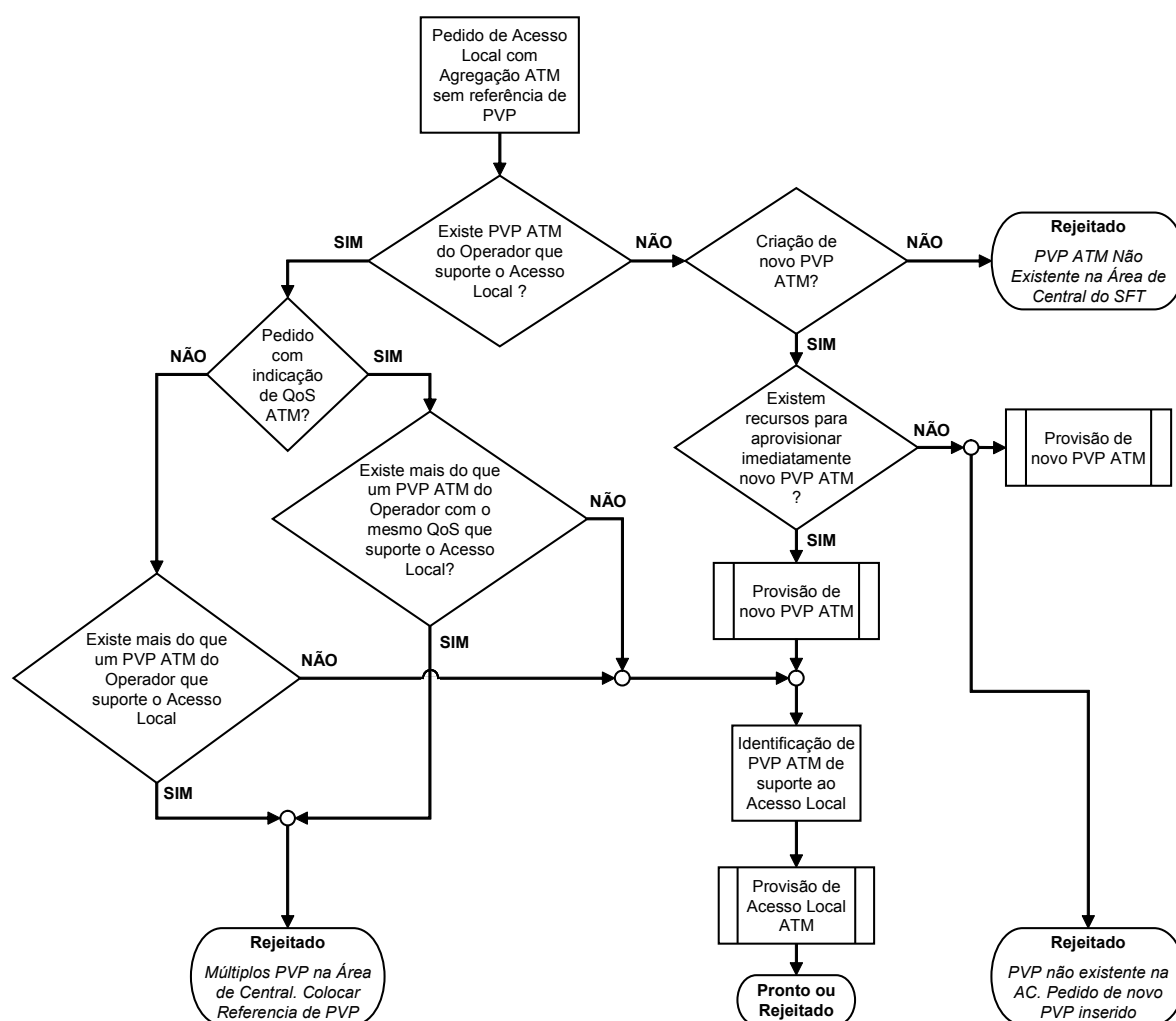 Pedido de Acesso
Local com
Agregação ATM
sem referência de
PVP
SIM
Existe PVP ATM
do Operador que
suporte o Acesso
Local ?
NÃO
Criação de
novo PVP
ATM?
NÃO
Rejeitado
PVP ATM Não
Existente na Área de
Central do SFT
SIM
NÃO
Pedido
com
indicação
de QoS
ATM?
SIM
Existem
recursos para
aprovisionar
imediatamente
novo PVP ATM
?
NÃO
Provisão de
novo PVP ATM
Existe mais do que
um PVP ATM do
Operador com o
mesmo QoS que
suporte o Acesso
Local?
NÃO
SIM
Provisão de
novo PVP ATM
SIM
Existe mais do que
um PVP ATM do
Operador que
suporte o Acesso
Local
NÃO
SIM
Identificação de
PVP ATM de
suporte ao
Acesso Local
Provisão de
Acesso Local
ATM
Rejeitado
Múltiplos PVP na Área
de Central. Colocar
Referencia de PVP
Pronto ou
Rejeitado
Rejeitado
PVP não existente na
AC. Pedido de novo
PVP inserido